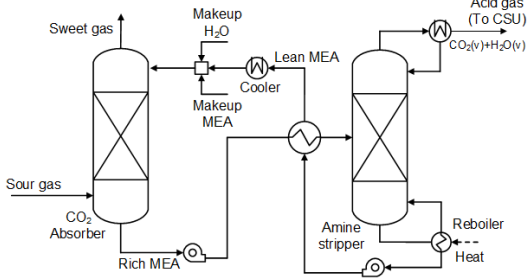 Acid gas
(To CSU)
CO₂(v)+H₂O(v)
Sweet gas
Makeup
H₂O
Lean MEA
Cooler
Makeup
MEA
Sour gas
CO₂
Absorber
Rich MEA
Amine
stripper
Reboiler
Heat